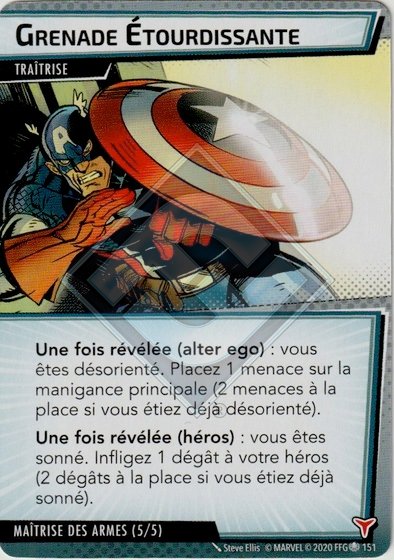 GRENADE ÉTOURDISSANTE
TRAÎTRISE
Une fois révélée (alter ego) : vous
êtes désorienté. Placez 1 menace sur la
manigance principale (2 menaces à la
place si vous étiez déjà désorienté).
Une fois révélée (héros) : vous êtes
sonné. Infligez 1 dégât à votre héros
(2 dégâts à la place si vous étiez déjà
sonné).
Steve Ellis © MARVEL © 2020 FFG 151
MAÎTRISE DES ARMES (5/5)